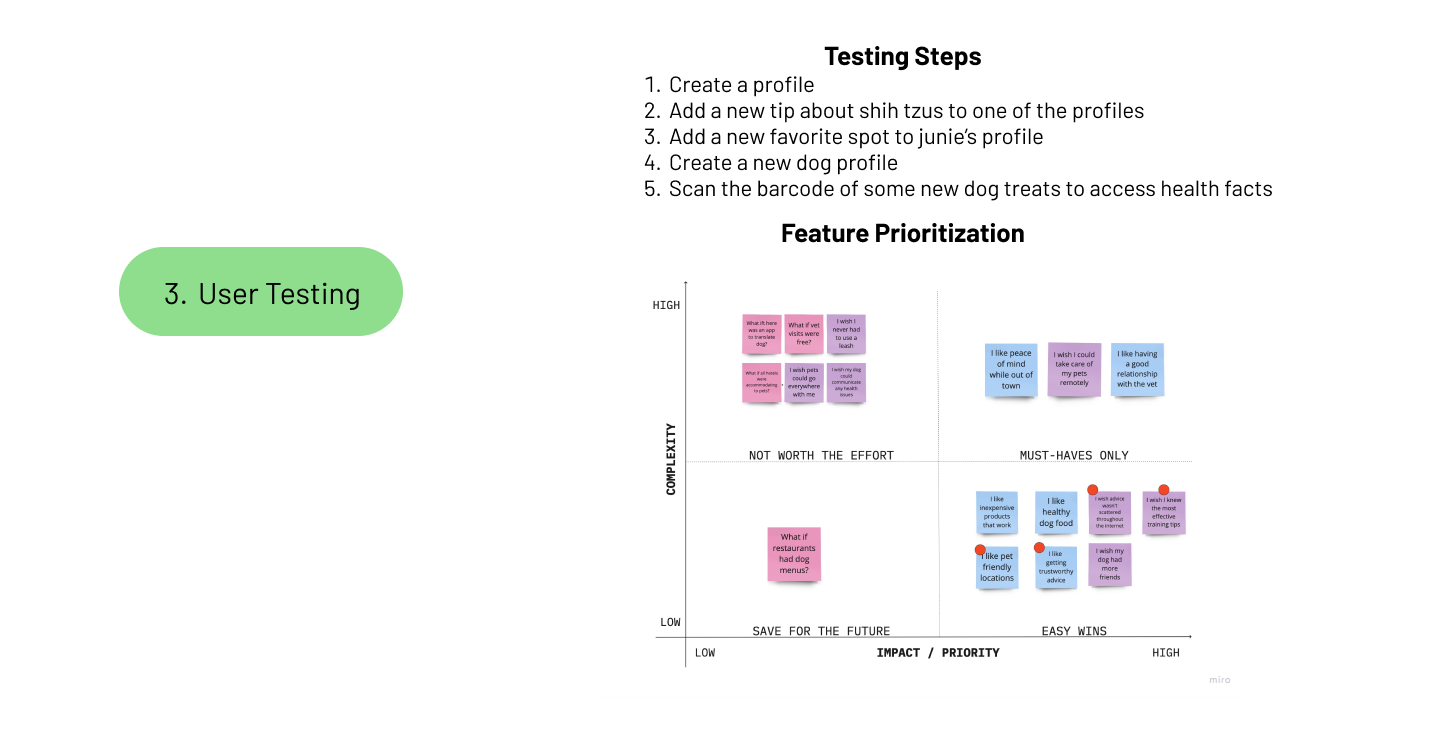 Testing Steps
1. Create a profile
2. Add a new tip about shih tzus to one of the profiles
3. Add a new favorite spot to junie’s profile
4. Create a new dog profile
5. Scan the barcode of some new dog treats to access health facts
3. User Testing
Feature Prioritization
HIGH
COMPLEXITY
LOW
What ift here
was an app
to translate
dog?
What if vet
visits were
free?
I wish I
never had
to use a
leash
What if all hotels
were
accommodating
to pets?
I wish pets
could go
everywhere
with me
I wish my dog
could
communicate
any health
issues
NOT WORTH THE EFFORT
I like peace
of mind
while out of
town
I wish I could
take care of
my pets
remotely
I like having
a good
relationship
with the vet
MUST-HAVES ONLY
What if
restaurants
had dog
menus?
SAVE FOR THE FUTURE
I like
inexpensive
products
that work
I like
healthy
dog food
I wish advice
wasn't
scattered
throughout
the internet
I wish I knew
the most
effective
training tips
I like pet
friendly
locations
I like
getting
trustworthy
advice
I wish my
dog had
more
friends
EASY WINS
LOW
IMPACT / PRIORITY
HIGH
miro